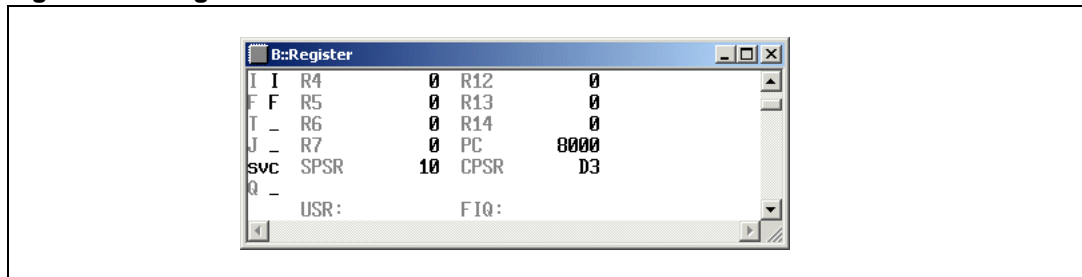 B::Register
I I R4 0 R12 0
F F R5 0 R13 0
T _ R6 0 R14 0
J _ R7 0 PC 8000
svc SPSR 10 CPSR D3
Q _
USR: FIQ: